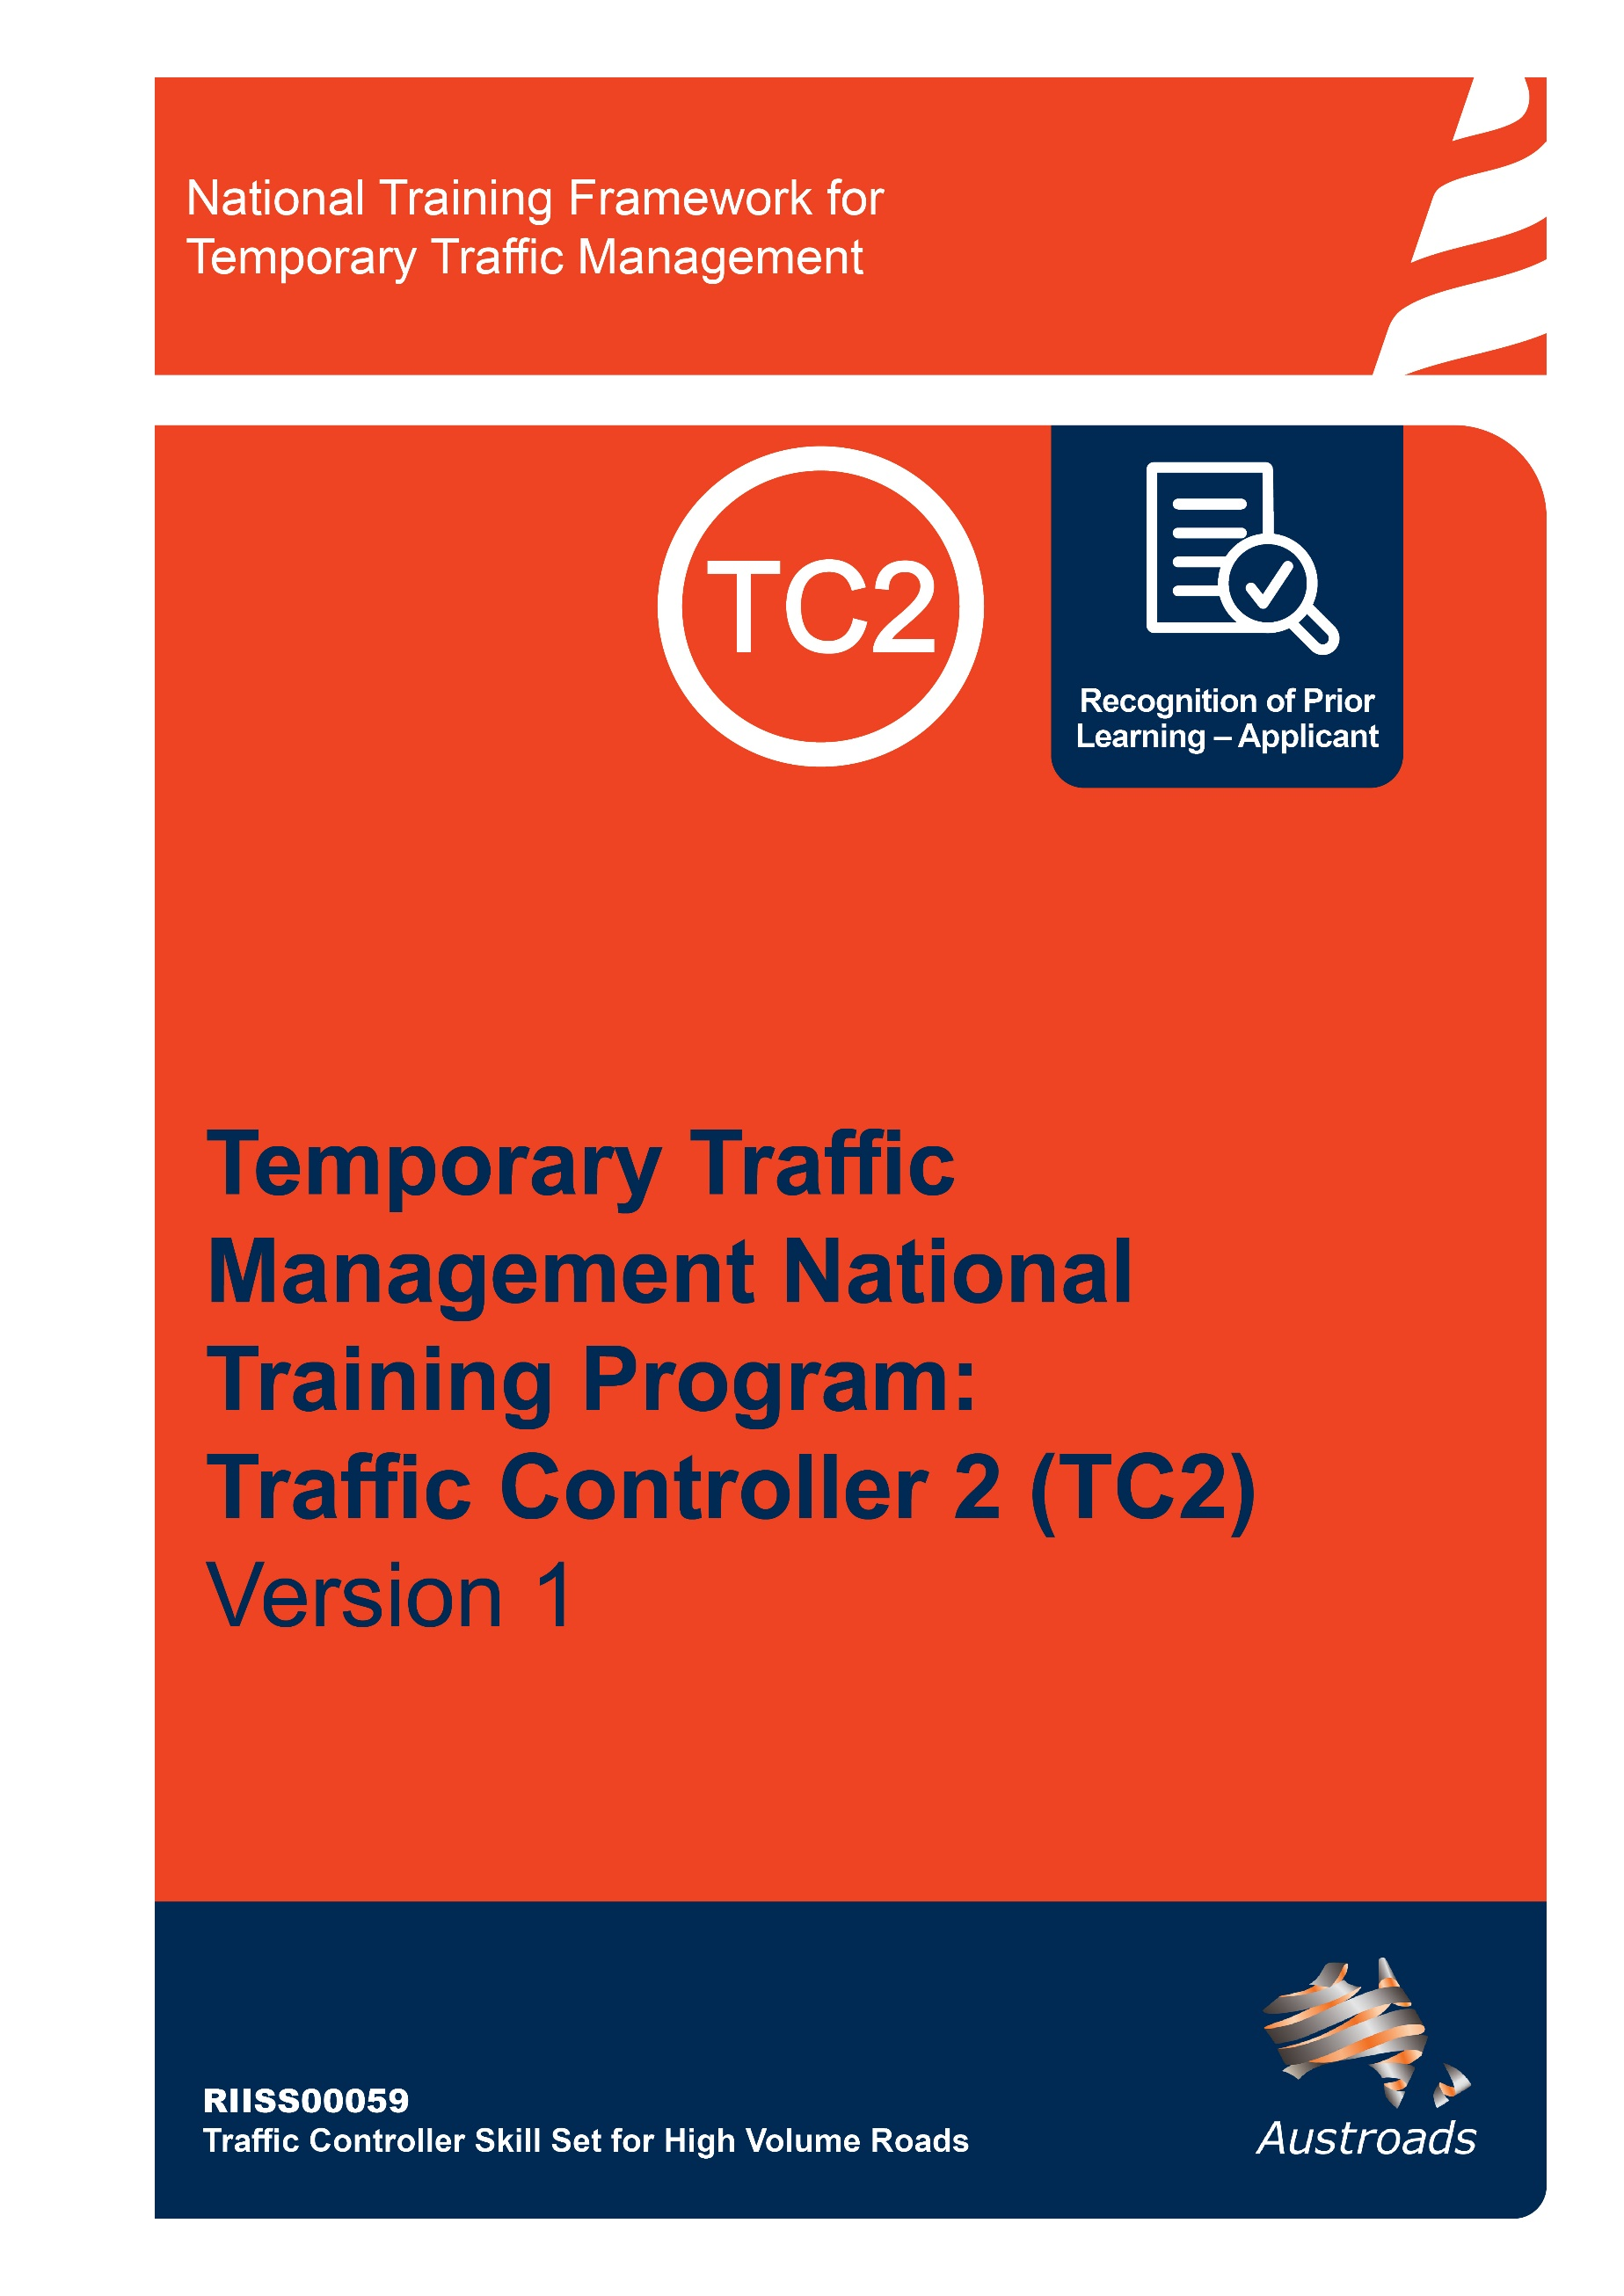 National Training Framework for
Temporary Traffic Management
TC2
Recognition of Prior
Learning – Applicant
Temporary Traffic
Management National
Training Program:
Traffic Controller 2 (TC2)
Version 1
RIISS00059
Traffic Controller Skill Set for High Volume Roads
Austroads